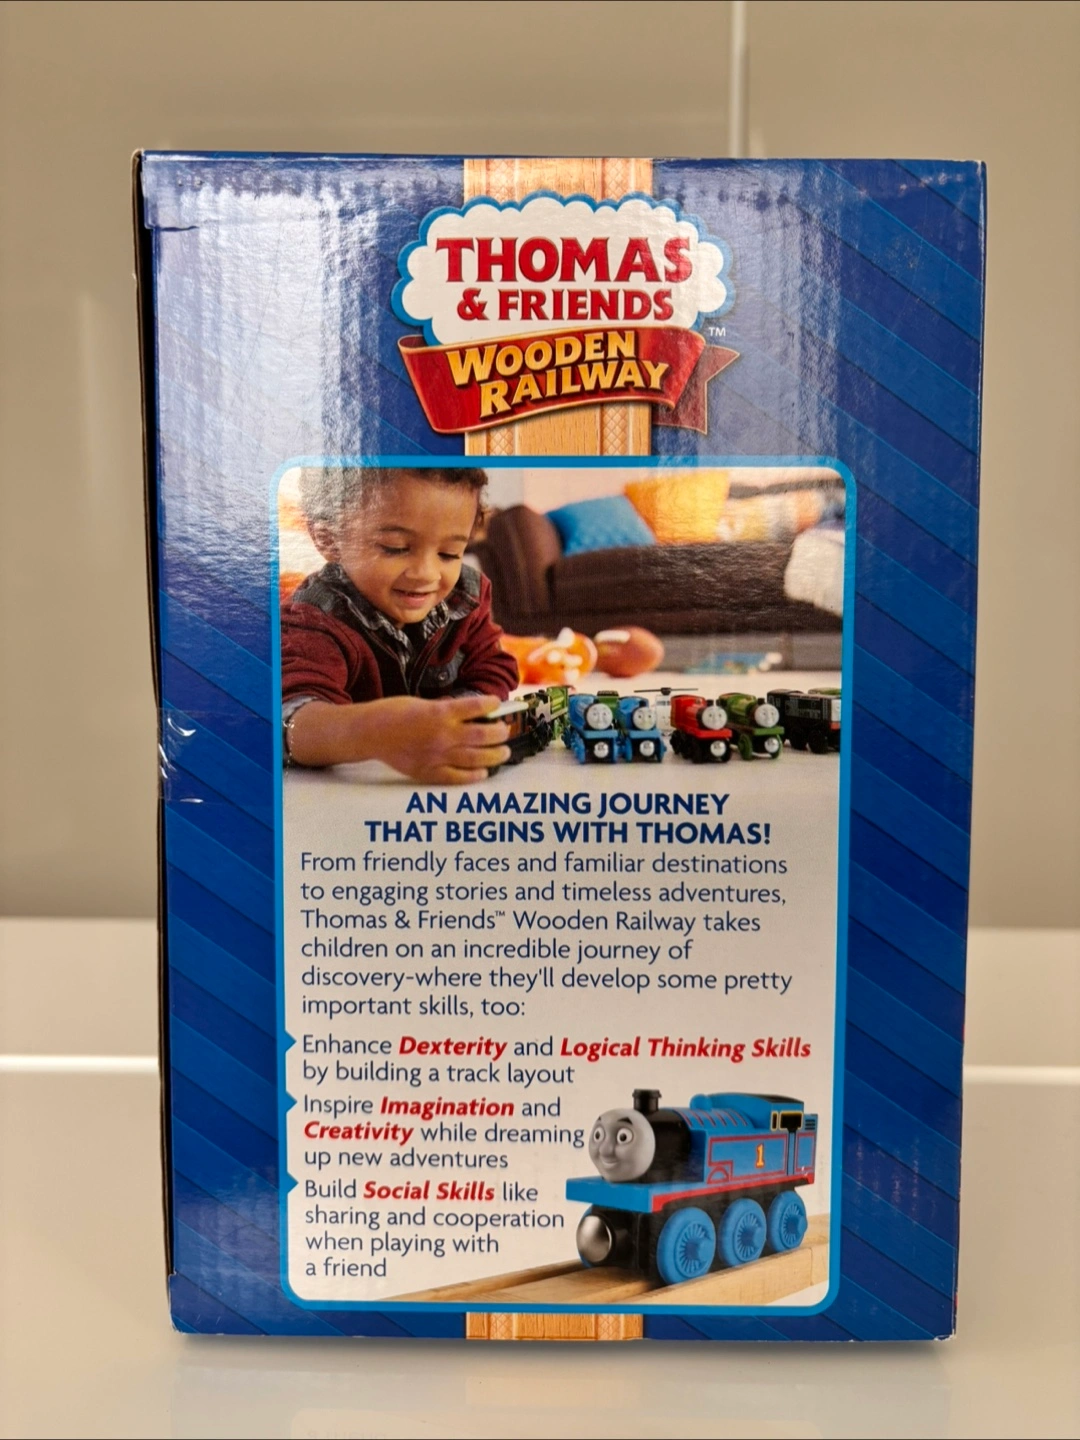 THOMAS
& FRIENDS
™
WOODEN
RAILWAY
AN AMAZING JOURNEY
THAT BEGINS WITH THOMAS!
From friendly faces and familiar destinations
to engaging stories and timeless adventures,
Thomas & Friends™ Wooden Railway takes
children on an incredible journey of
discovery-where they'll develop some pretty
important skills, too:
Enhance Dexterity and Logical Thinking Skills
by building a track layout
Inspire Imagination and
Creativity while dreaming
up new adventures
Build Social Skills like
sharing and cooperation
when playing with
a friend
1